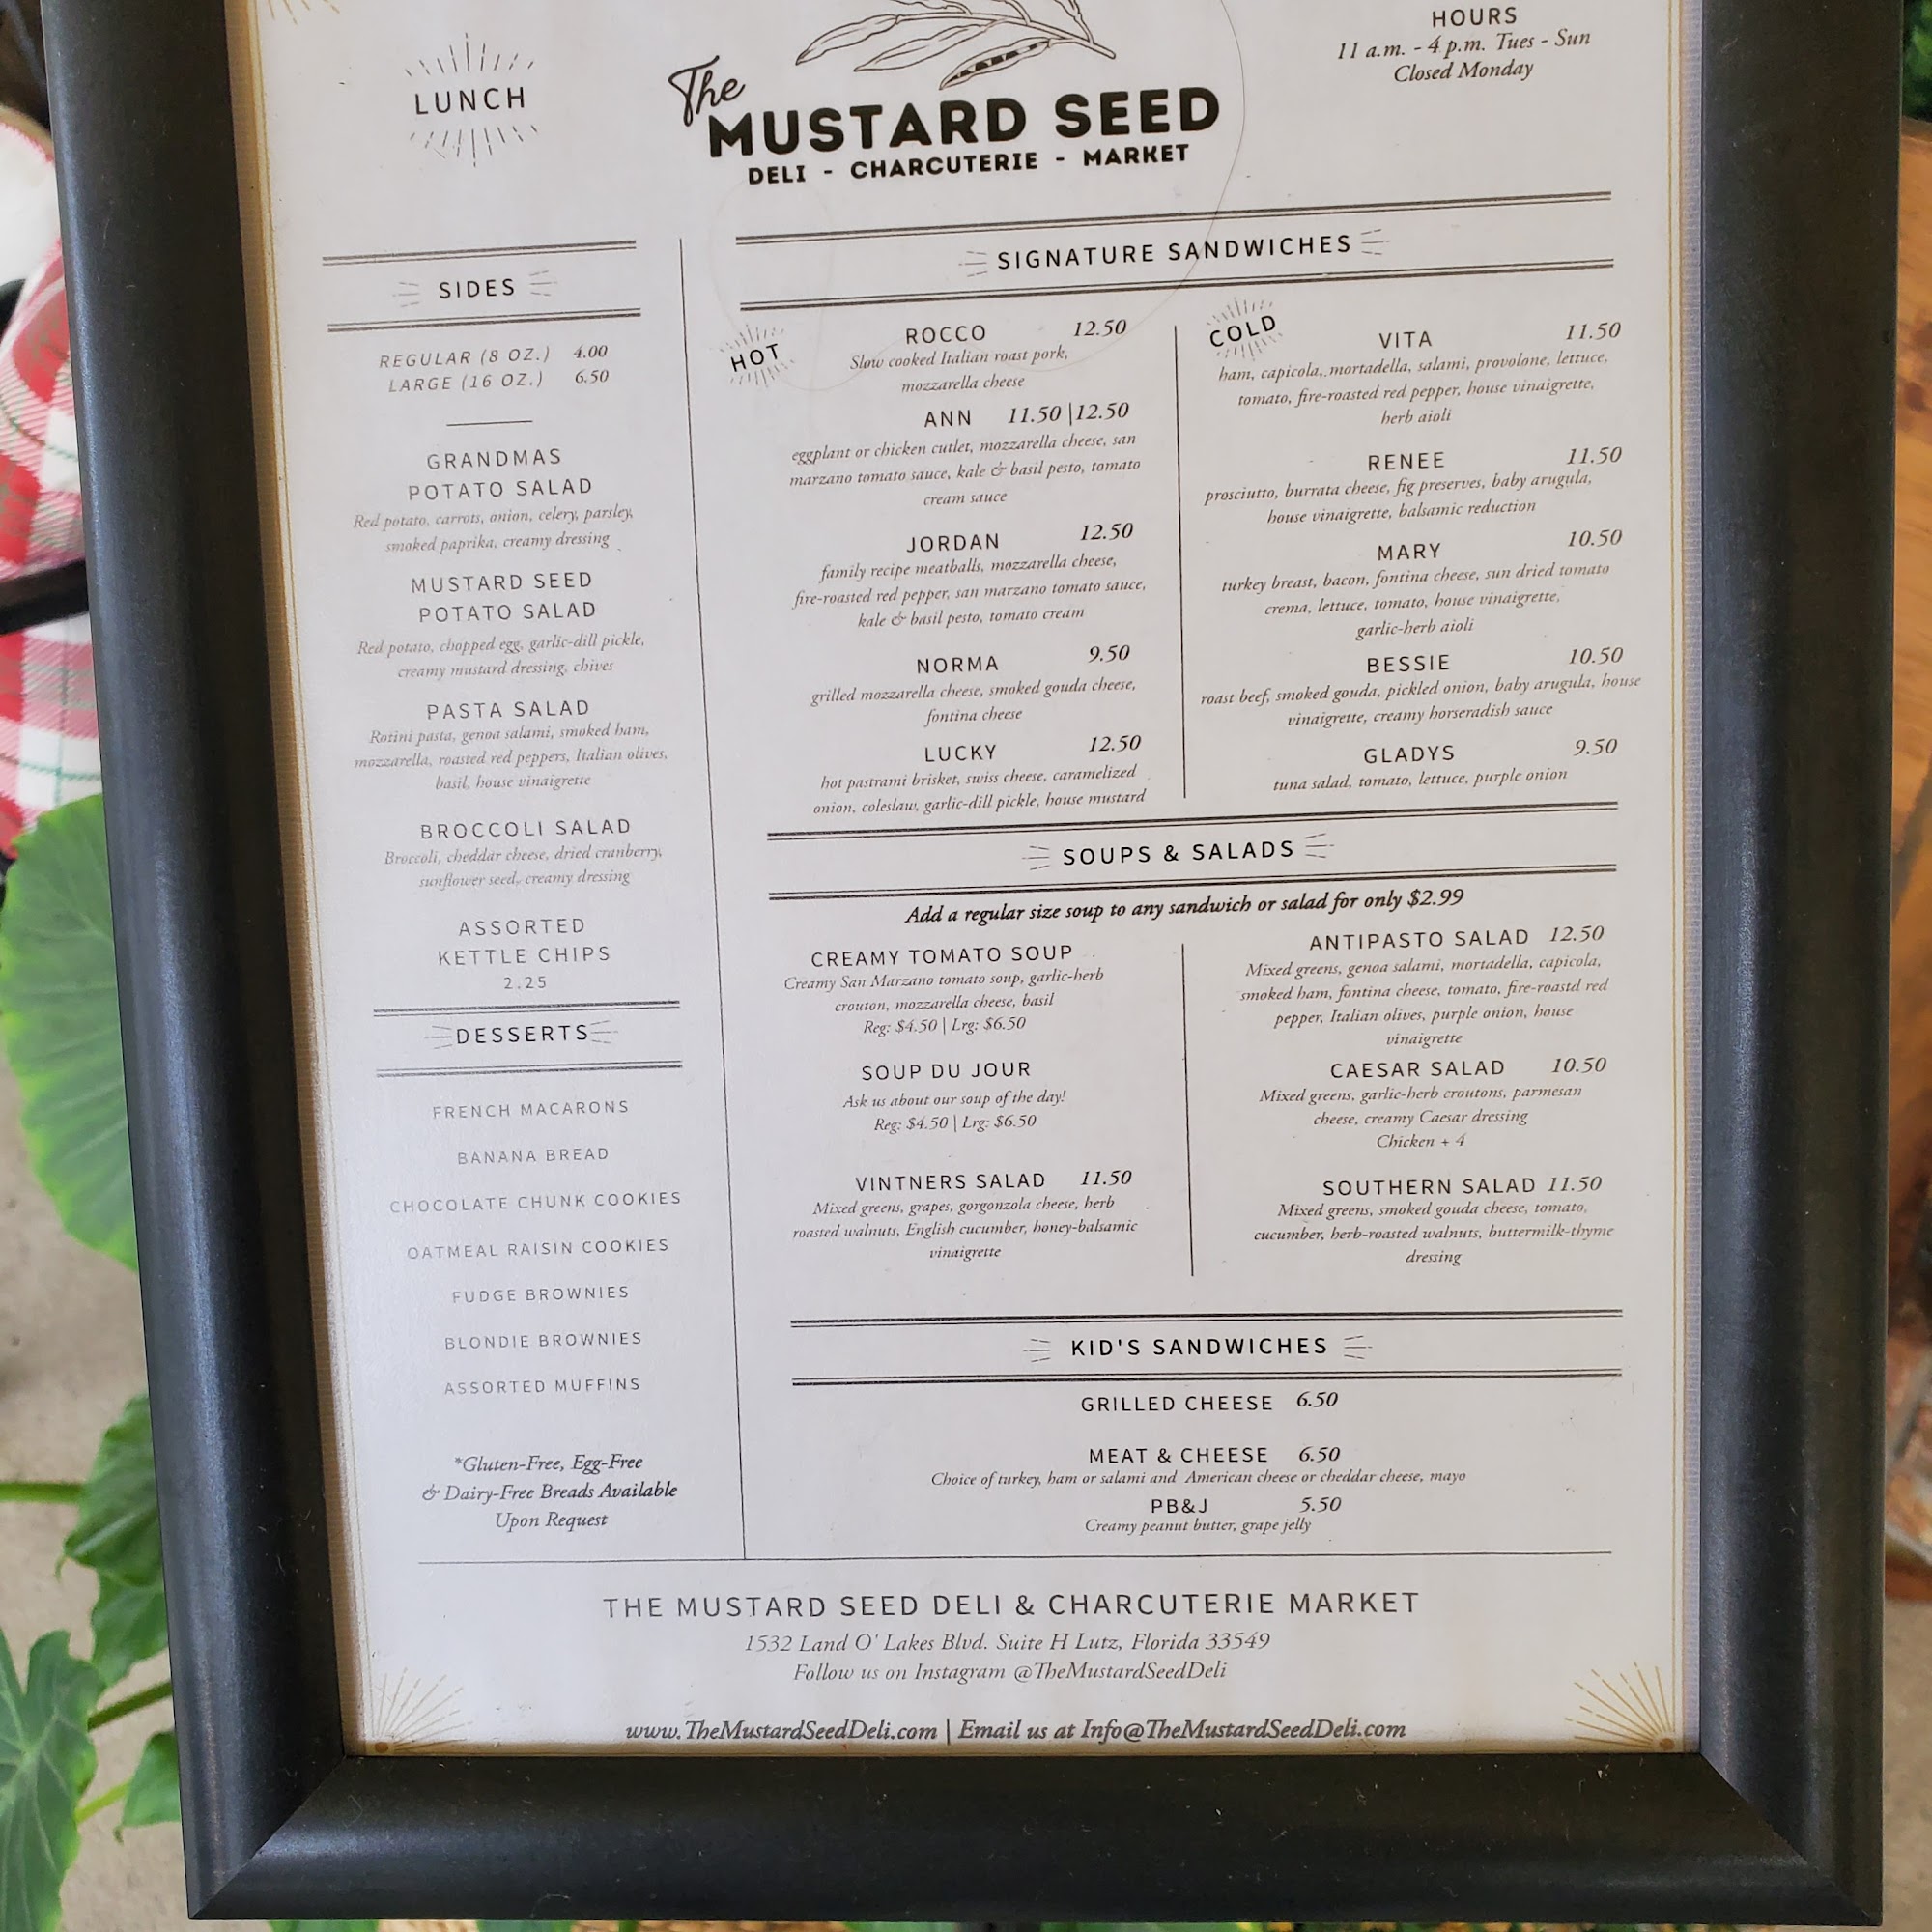 LUNCH
The
MUSTARD SEED
DELI - CHARCUTERIE - MARKET
HOURS
11 a.m. - 4 p.m. Tues - Sun
Closed Monday
SIDES
REGULAR (8 OZ.) 4.00
LARGE (16 OZ.) 6.50
GRANDMAS
POTATO SALAD
Red potato, carrots, onion, celery, parsley,
smoked paprika, creamy dressing
MUSTARD SEED
POTATO SALAD
Red potato, chopped egg, garlic-dill pickle,
creamy mustard dressing, chives
PASTA SALAD
Rotini pasta, genoa salami, smoked ham,
mozzarella, roasted red peppers, Italian olives,
basil, house vinaigrette
BROCCOLI SALAD
Broccoli, cheddar cheese, dried cranberry,
sunflower seed, creamy dressing
ASSORTED
KETTLE CHIPS
2.25
DESSERTS
FRENCH MACARONS
BANANA BREAD
CHOCOLATE CHUNK COOKIES
OATMEAL RAISIN COOKIES
FUDGE BROWNIES
BLONDIE BROWNIES
ASSORTED MUFFINS
*Gluten-Free, Egg-Free
& Dairy-Free Breads Available
Upon Request
SIGNATURE SANDWICHES
HOT
ROCCO 12.50
Slow cooked Italian roast pork,
mozzarella cheese
ANN 11.50 |12.50
eggplant or chicken cutlet, mozzarella cheese, san
marzano tomato sauce, kale & basil pesto, tomato
cream sauce
JORDAN 12.50
family recipe meatballs, mozzarella cheese,
fire-roasted red pepper, san marzano tomato sauce,
kale & basil pesto, tomato cream
NORMA 9.50
grilled mozzarella cheese, smoked gouda cheese,
fontina cheese
LUCKY 12.50
hot pastrami brisket, swiss cheese, caramelized
onion, coleslaw, garlic-dill pickle, house mustard
COLD
VITA 11.50
ham, capicola, mortadella, salami, provolone, lettuce,
tomato, fire-roasted red pepper, house vinaigrette,
herb aioli
RENEE 11.50
prosciutto, burrata cheese, fig preserves, baby arugula,
house vinaigrette, balsamic reduction
MARY 10.50
turkey breast, bacon, fontina cheese, sun dried tomato
crema, lettuce, tomato, house vinaigrette,
garlic-herb aioli
BESSIE 10.50
roast beef, smoked gouda, pickled onion, baby arugula, house
vinaigrette, creamy horseradish sauce
GLADYS 9.50
tuna salad, tomato, lettuce, purple onion
SOUPS & SALADS
Add a regular size soup to any sandwich or salad for only $2.99
CREAMY TOMATO SOUP
Creamy San Marzano tomato soup, garlic-herb
crouton, mozzarella cheese, basil
Reg: $4.50 | Lrg: $6.50
SOUP DU JOUR
Ask us about our soup of the day!
Reg: $4.50 | Lrg: $6.50
VINTNERS SALAD 11.50
Mixed greens, grapes, gorgonzola cheese, herb
roasted walnuts, English cucumber, honey-balsamic
vinaigrette
ANTIPASTO SALAD 12.50
Mixed greens, genoa salami, mortadella, capicola,
smoked ham, fontina cheese, tomato, fire-roastd red
pepper, Italian olives, purple onion, house
vinaigrette
CAESAR SALAD 10.50
Mixed greens, garlic-herb croutons, parmesan
cheese, creamy Caesar dressing
Chicken + 4
SOUTHERN SALAD 11.50
Mixed greens, smoked gouda cheese, tomato,
cucumber, herb-roasted walnuts, buttermilk-thyme
dressing
KID'S SANDWICHES
GRILLED CHEESE 6.50
MEAT & CHEESE 6.50
Choice of turkey, ham or salami and American cheese or cheddar cheese, mayo
PB&J 5.50
Creamy peanut butter, grape jelly
THE MUSTARD SEED DELI & CHARCUTERIE MARKET
1532 Land O' Lakes Blvd. Suite H Lutz, Florida 33549
Follow us on Instagram @TheMustardSeedDeli
www.TheMustardSeedDeli.com | Email us at Info@TheMustardSeedDeli.com